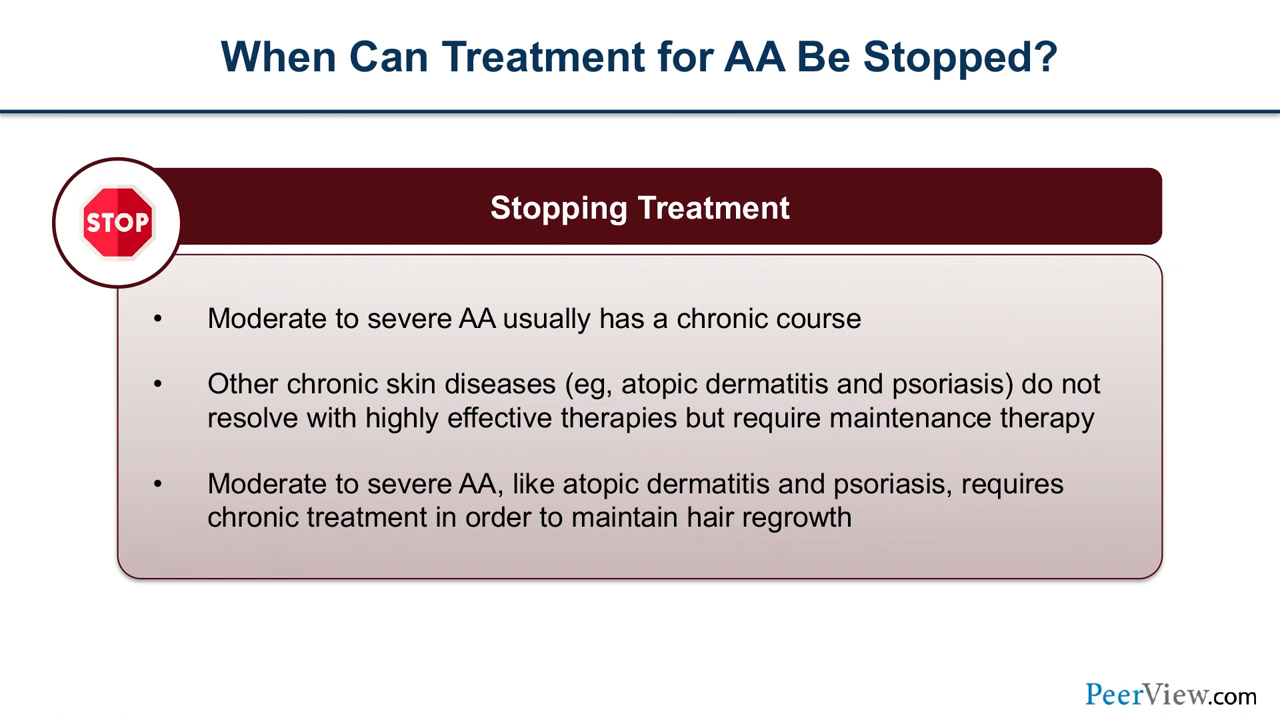 When Can Treatment for AA Be Stopped?
STOP
Stopping Treatment
• Moderate to severe AA usually has a chronic course
• Other chronic skin diseases (eg, atopic dermatitis and psoriasis) do not
resolve with highly effective therapies but require maintenance therapy
• Moderate to severe AA, like atopic dermatitis and psoriasis, requires
chronic treatment in order to maintain hair regrowth
PeerView.com